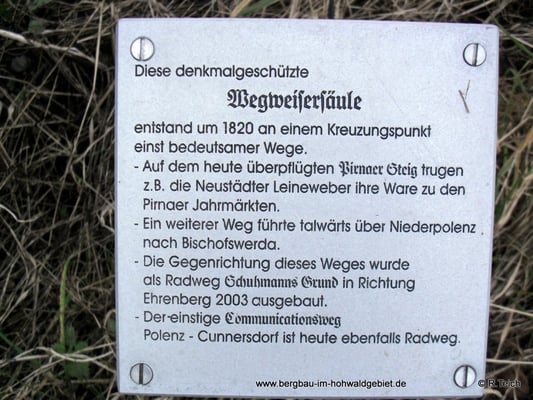 Diese denkmalgeschützte
Wegweisersäule
entstand um 1820 an einem Kreuzungspunkt
einst bedeutsamer Wege.
- Auf dem heute überpflügten Pirnaer Steig trugen
z.B. die Neustädter Leineweber ihre Ware zu den
Pirnaer Jahrmärkten.
- Ein weiterer Weg führte talwärts über Niederpolenz
nach Bischofswerda.
- Die Gegenrichtung dieses Weges wurde
als Radweg Schuhmanns Grund in Richtung
Ehrenberg 2003 ausgebaut.
- Der einstige Communicationsweg
Polenz - Cunnersdorf ist heute ebenfalls Radweg.
www.bergbau-im-hohwaldgebiet.de
© R.Teich